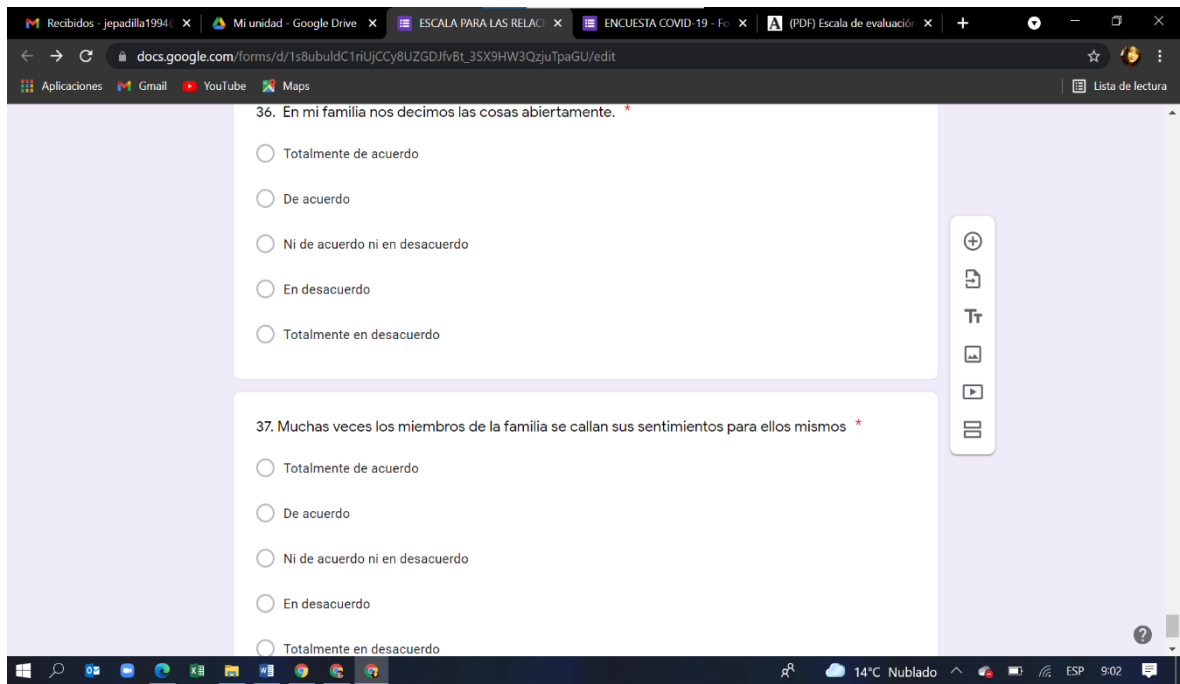 Recibidos - jepadilla1994
Mi unidad - Google Drive
ESCALA PARA LAS RELACI
ENCUESTA COVID-19 - Fo
(PDF) Escala de evaluación
docs.google.com/forms/d/1s8ubuldC1riUjCCy8UZGDJfvBt_3SX9HW3QzjuTpaGU/edit
Aplicaciones
Gmail
YouTube
Maps
Lista de lectura
36. En mi familia nos decimos las cosas abiertamente. *
Totalmente de acuerdo
De acuerdo
Ni de acuerdo ni en desacuerdo
En desacuerdo
Totalmente en desacuerdo
37. Muchas veces los miembros de la familia se callan sus sentimientos para ellos mismos *
Totalmente de acuerdo
De acuerdo
Ni de acuerdo ni en desacuerdo
En desacuerdo
Totalmente en desacuerdo
14°C Nublado
ESP
9:02